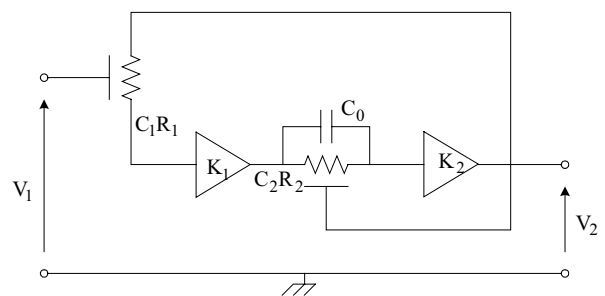 C₀
C₁R₁
K₁
K₂
C₂R₂
V₁
V₂